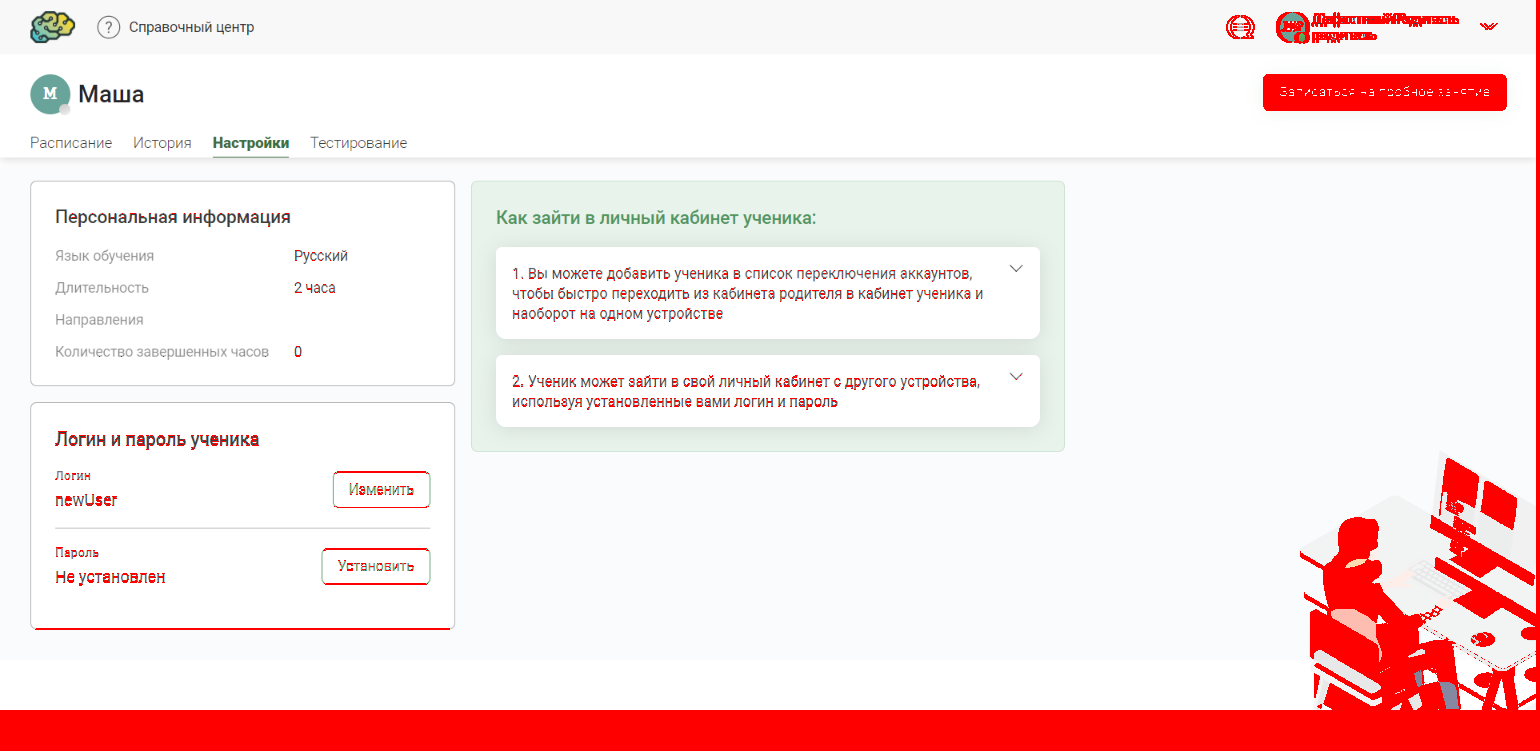 ? Справочный центр
M Маша
Записаться на пробное занятие
Расписание История Настройки Тестирование
Персональная информация
Язык обучения Русский
Длительность 2 часа
Направления
Количество завершенных часов 0
Логин и пароль ученика
Логин
newUser
Изменить
Пароль
Не установлен
Установить
Как зайти в личный кабинет ученика:
1. Вы можете добавить ученика в список переключения аккаунтов,
чтобы быстро переходить из кабинета родителя в кабинет ученика и
наоборот на одном устройстве
2. Ученик может зайти в свой личный кабинет с другого устройства,
используя установленные вами логин и пароль